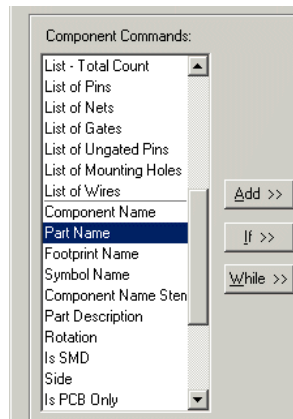 Component Commands:
List - Total Count
List of Pins
List of Nets
List of Gates
List of Ungated Pins
List of Mounting Holes
List of Wires
Component Name
Part Name
Footprint Name
Symbol Name
Component Name Sten
Part Description
Rotation
Is SMD
Side
Is PCB Only
Add >>
If >>
While >>